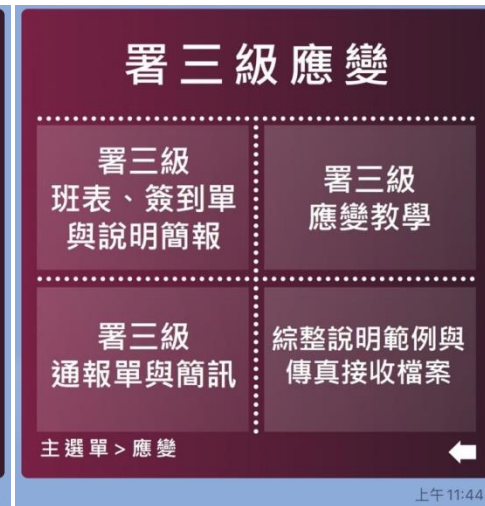 署三級應變
署三級
班表、簽到單
與說明簡報
署三級
應變教學
署三級
通報單與簡訊
綜整說明範例與
傳真接收檔案
主選單>應變
上午11:44